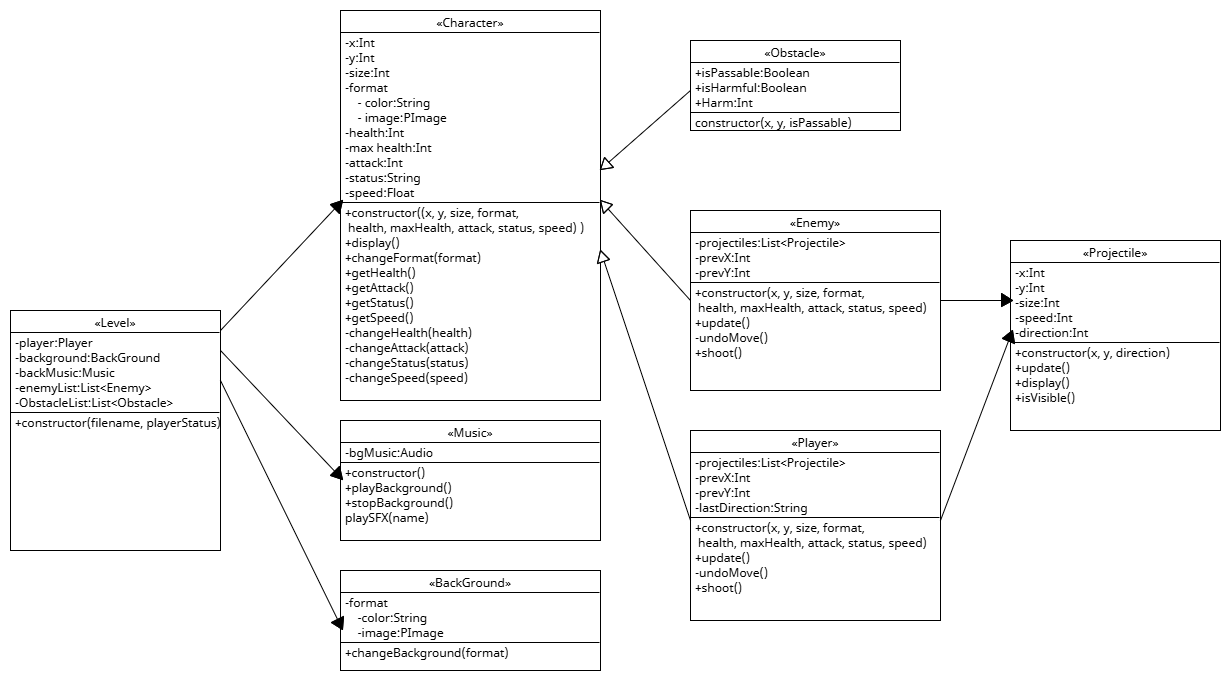 «Character»
-x:Int
-y:Int
-size:Int
-format
- color:String
- image:PImage
-health:Int
-max health:Int
-attack:Int
-status:String
-speed:Float
+constructor((x, y, size, format,
health, maxHealth, attack, status, speed) )
+display()
+changeFormat(format)
+getHealth()
+getAttack()
+getStatus()
+getSpeed()
-changeHealth(health)
-changeAttack(attack)
-changeStatus(status)
-changeSpeed(speed)
«Obstacle»
+isPassable:Boolean
+isHarmful:Boolean
+Harm:Int
constructor(x, y, isPassable)
«Enemy»
-projectiles:List<Projectile>
-prevX:Int
-prevY:Int
+constructor(x, y, size, format,
health, maxHealth, attack, status, speed)
+update()
-undoMove()
+shoot()
«Projectile»
-x:Int
-y:Int
-size:Int
-speed:Int
-direction:Int
+constructor(x, y, direction)
+update()
+display()
+isVisible()
«Level»
-player:Player
-background:BackGround
-backMusic:Music
-enemyList:List<Enemy>
-ObstacleList:List<Obstacle>
+constructor(filename, playerStatus)
«Music»
-bgMusic:Audio
+constructor()
+playBackground()
+stopBackground()
playSFX(name)
«Player»
-projectiles:List<Projectile>
-prevX:Int
-prevY:Int
-lastDirection:String
+constructor(x, y, size, format,
health, maxHealth, attack, status, speed)
+update()
-undoMove()
+shoot()
«BackGround»
-format
-color:String
-image:PImage
+changeBackground(format)